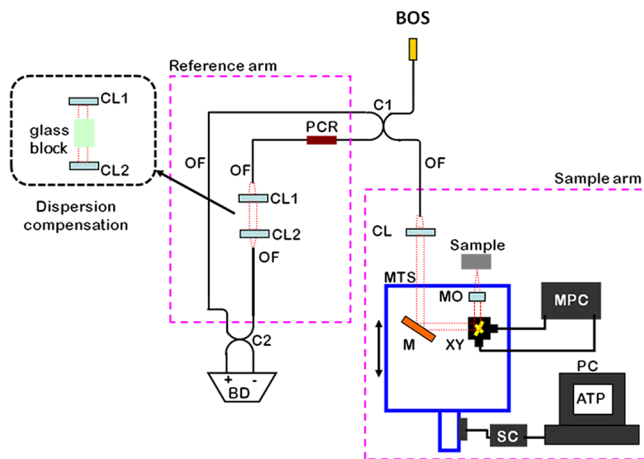 BOS
Reference arm
CL1
glass
block
CL2
Dispersion
compensation
C1
PCR
OF
OF
OF
CL1
CL2
OF
C2
+ -
BD
Sample arm
CL
Sample
MTS
MO
MPC
M
XY
PC
ATP
SC